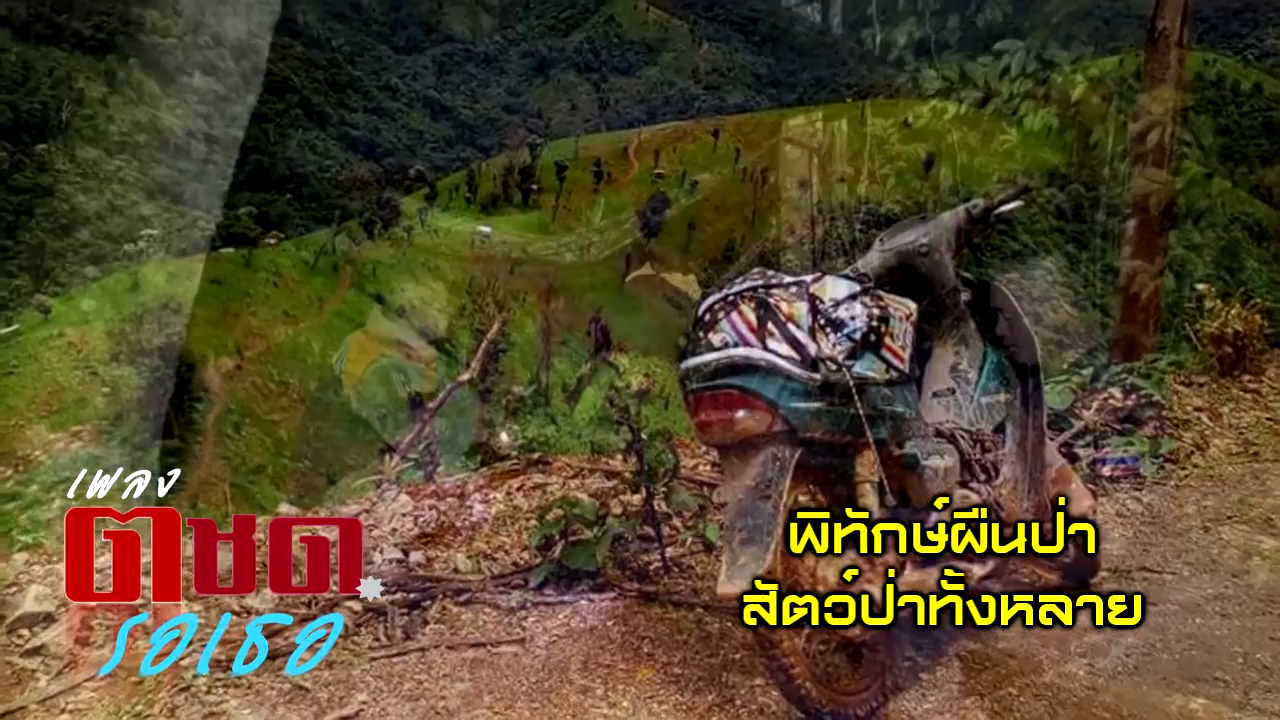 เพลง
ตชด.
รอเธอ
พิทักษ์ผืนป่า
สัตว์ป่าทั้งหลาย